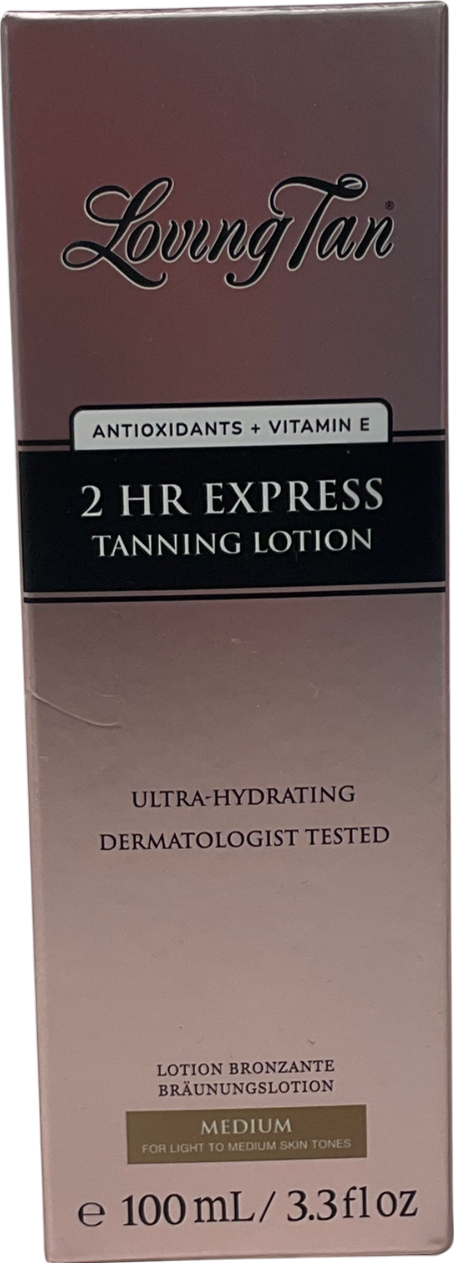 Loving Tan®
ANTIOXIDANTS + VITAMIN E
2 HR EXPRESS
TANNING LOTION
ULTRA-HYDRATING
DERMATOLOGIST TESTED
LOTION BRONZANTE
BRÄUNUNGSLOTION
MEDIUM
FOR LIGHT TO MEDIUM SKIN TONES
℮ 100 mL / 3.3 fl oz